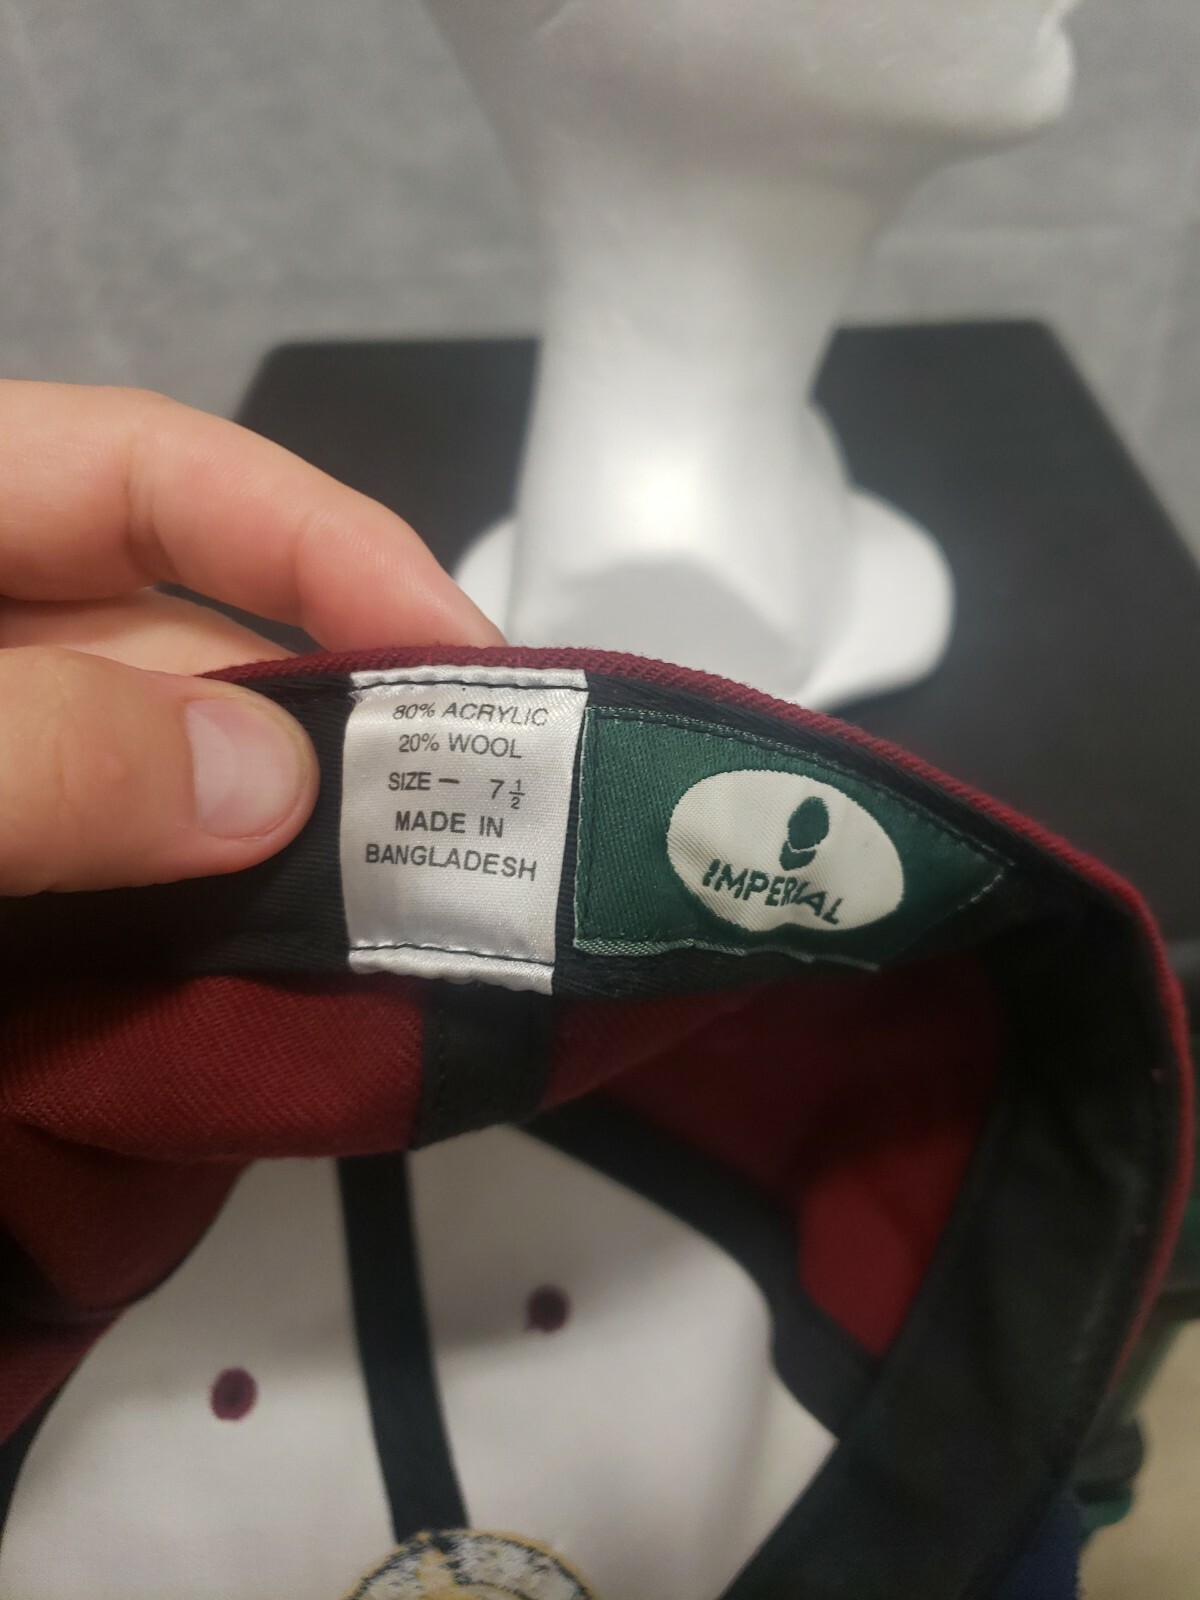 80% ACRYLIC
20% WOOL
SIZE — 7 ½
MADE IN
BANGLADESH
IMPERIAL